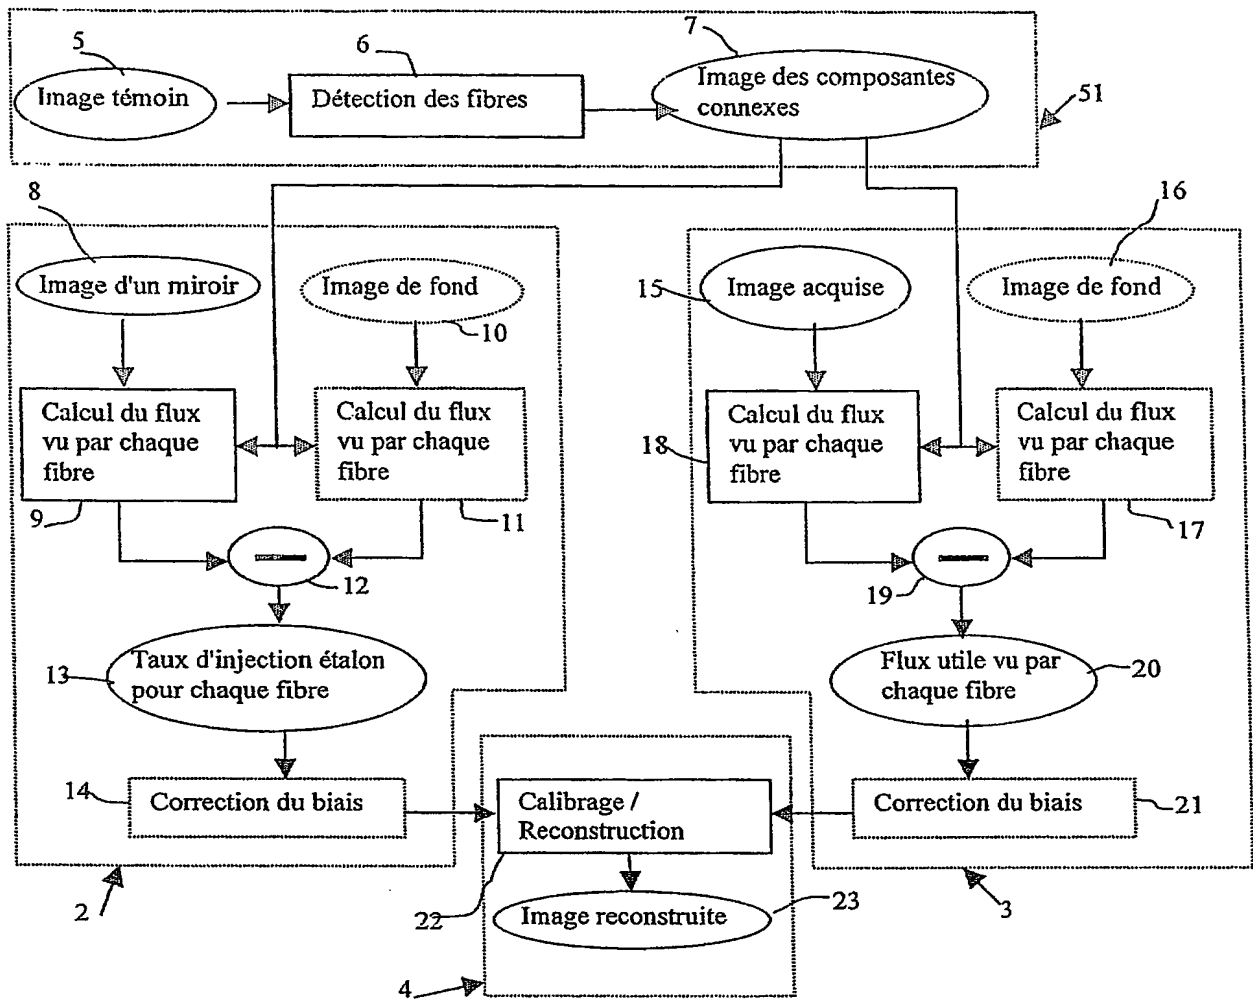 5
6
7
Image témoin
Détection des fibres
Image des composantes
connexes
51
8
16
Image d'un miroir
Image de fond
10
15
Image acquise
Image de fond
Calcul du flux
vu par chaque
fibre
Calcul du flux
vu par chaque
fibre
18
Calcul du flux
vu par chaque
fibre
Calcul du flux
vu par chaque
fibre
9
11
17
12
19
13
Taux d'injection étalon
pour chaque fibre
Flux utile vu par
chaque fibre
20
14
Correction du biais
Calibrage /
Reconstruction
Correction du biais
21
2
22
Image reconstruite
23
3
4